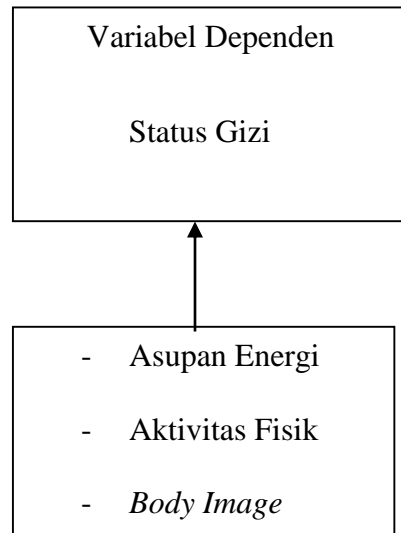 Variabel Dependen
Status Gizi
- Asupan Energi
- Aktivitas Fisik
- Body Image